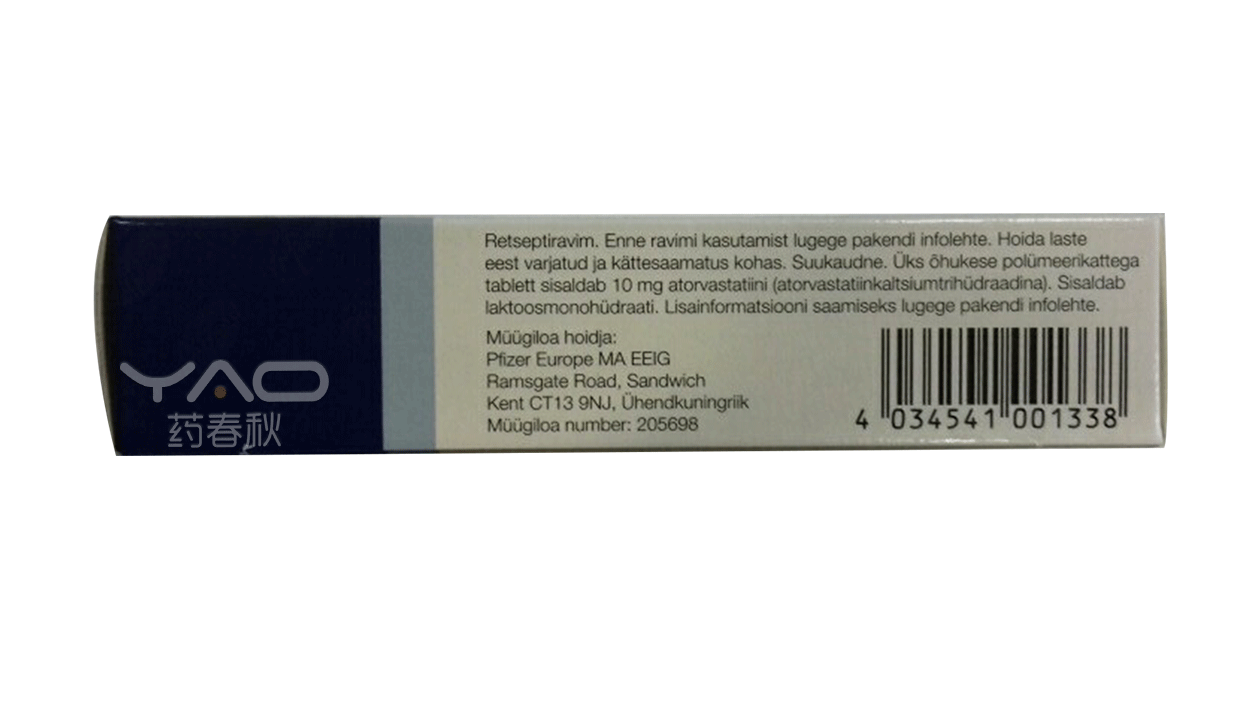 Retseptiravim. Enne ravimi kasutamist lugege pakendi infolehte. Hoida laste
eest varjatud ja kättesaamatus kohas. Suukaudne. Üks õhukese polümeerikattega
tablett sisaldab 10 mg atorvastatiini (atorvastatiinkaltsiumtrihüdraadina). Sisaldab
laktoosmonohüdraati. Lisainformatsiooni saamiseks lugege pakendi infolehte.
Müügiloa hoidja:
Pfizer Europe MA EEIG
Ramsgate Road, Sandwich
Kent CT13 9NJ, Ühendkuningriik
Müügiloa number: 205698
4 034541 001338
YAO
药春秋